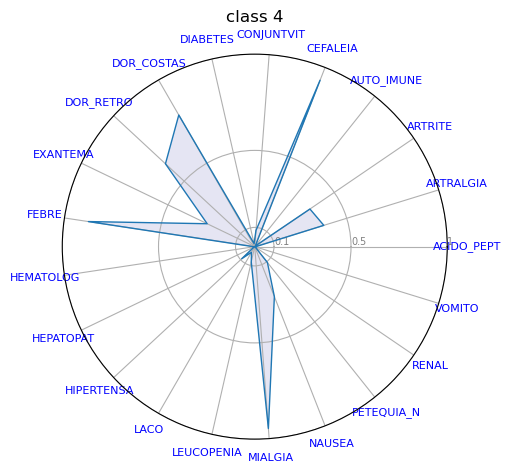 class 4
CONJUNTVIT
DIABETES
CEFALEIA
DOR_COSTAS
AUTO_IMUNE
DOR_RETRO
ARTRITE
EXANTEMA
ARTRALGIA
FEBRE
0.1
0.5
1
ACIDO_PEPT
HEMATOLOG
VOMITO
HEPATOPAT
RENAL
HIPERTENSA
PETEQUIA_N
LACO
NAUSEA
LEUCOPENIA
MIALGIA